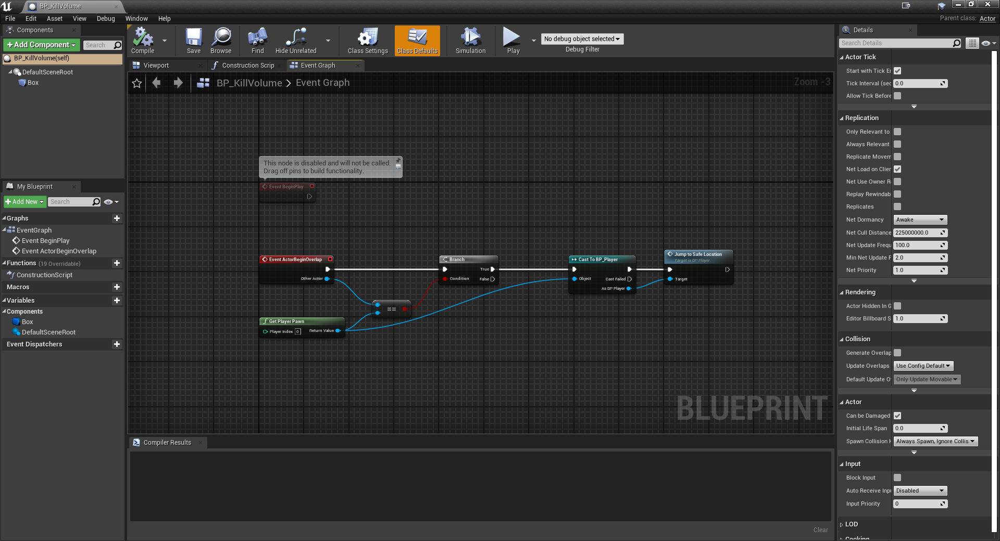 BP_KillVolume
File Edit Asset View Debug Window Help
Parent class: Actor
Components
Add Component
Search
BP_KillVolume(self)
DefaultSceneRoot
Box
My Blueprint
Add New
Search
Graphs
EventGraph
Event BeginPlay
Event ActorBeginOverlap
Functions (19 Overridable)
ConstructionScript
Macros
Variables
Components
Box
DefaultSceneRoot
Event Dispatchers
Compile
Save
Browse
Find
Hide Unrelated
Class Settings
Class Defaults
Simulation
Play
No debug object selected
Debug Filter
Viewport
Construction Scrip
Event Graph
BP_KillVolume > Event Graph
Zoom -3
This node is disabled and will not be called.
Drag off pins to build functionality.
Event BeginPlay
Event ActorBeginOverlap
Other Actor
Get Player Pawn
Player Index 0
Return Value
==
Branch
True
Condition
False
Cast To BP_Player
Object
Cast Failed
As BP Player
Jump to Safe Location
Target is BP Player
Target
BLUEPRINT
Compiler Results
Clear
Details
Search Details
Actor Tick
Start with Tick Er
Tick Interval (sec 0.0
Allow Tick Before
Replication
Only Relevant to
Always Relevant
Replicate Movem
Net Load on Clien
Net Use Owner R
Replay Rewindab
Replicates
Net Dormancy Awake
Net Cull Distance 225000000.0
Net Update Frequ 100.0
Min Net Update F 2.0
Net Priority 1.0
Rendering
Actor Hidden In G
Editor Billboard S 1.0
Collision
Generate Overlap
Update Overlaps Use Config Default
Default Update O Only Update Movable
Actor
Can be Damaged
Initial Life Span 0.0
Spawn Collision H Always Spawn, Ignore Collis
Input
Block Input
Auto Receive Inpu Disabled
Input Priority 0
LOD
Cooking